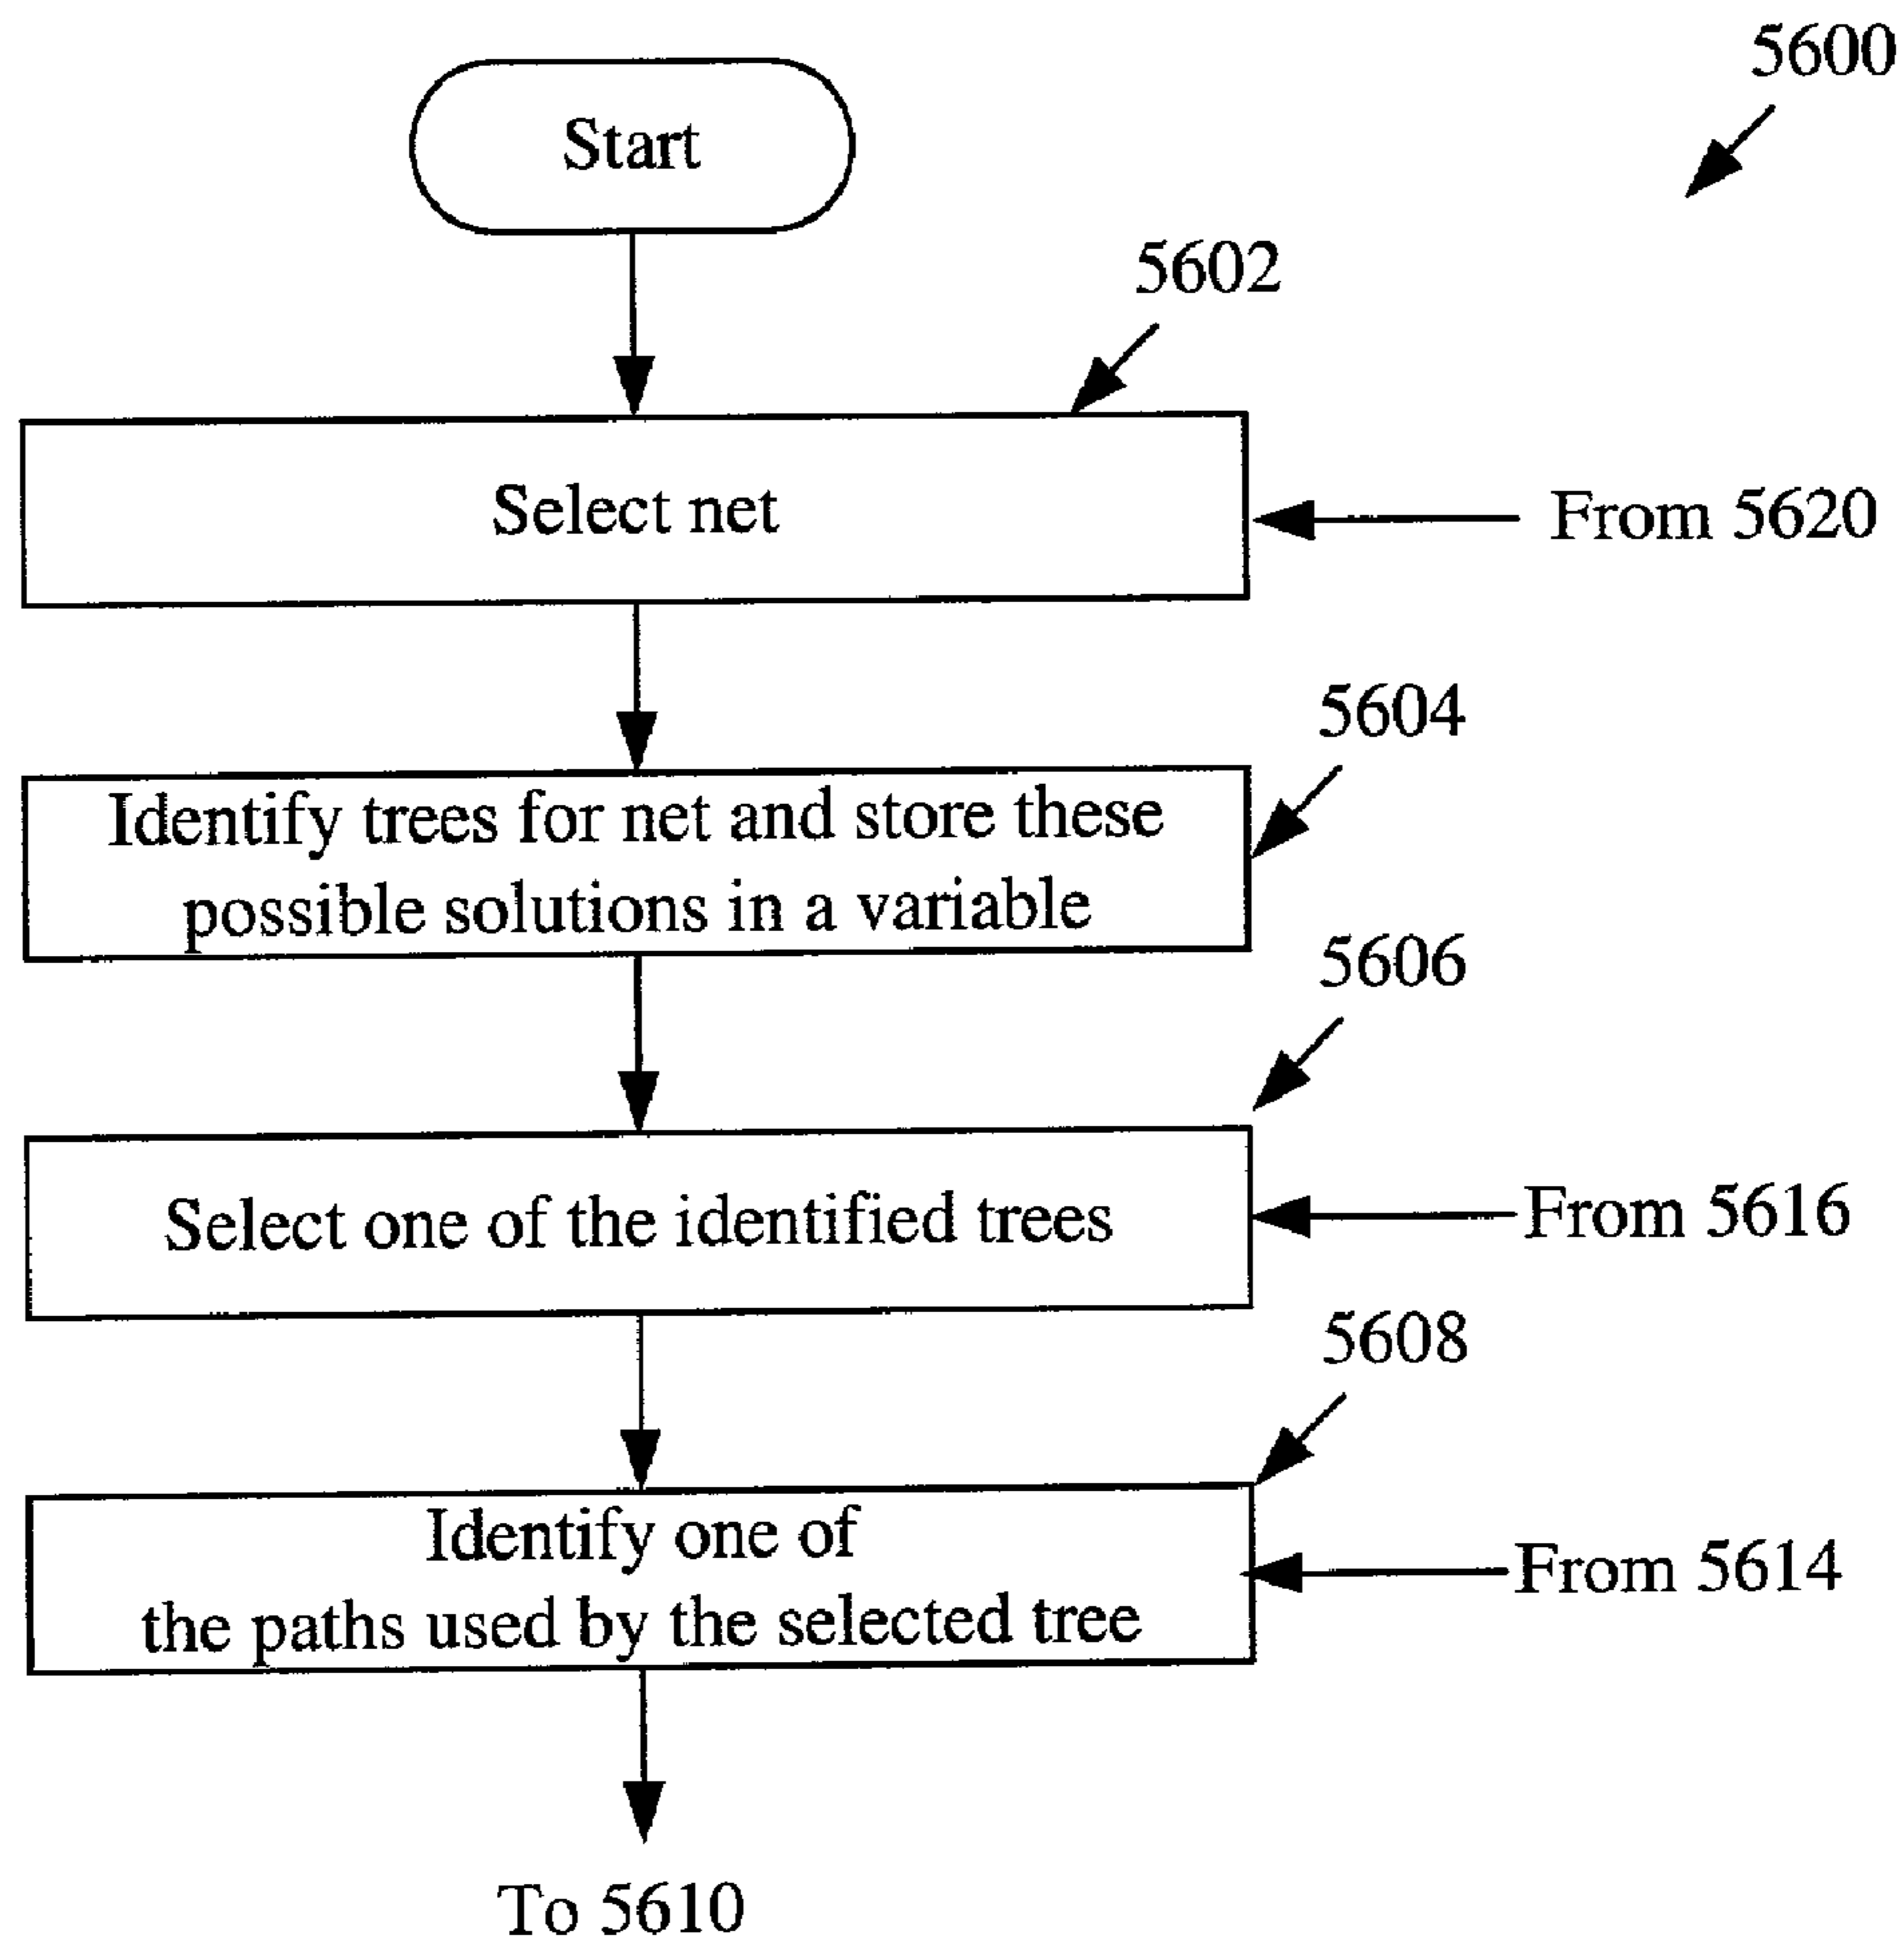 5600
Start
5602
Select net
From 5620
5604
Identify trees for net and store these
possible solutions in a variable
5606
Select one of the identified trees
From 5616
5608
Identify one of
the paths used by the selected tree
From 5614
To 5610